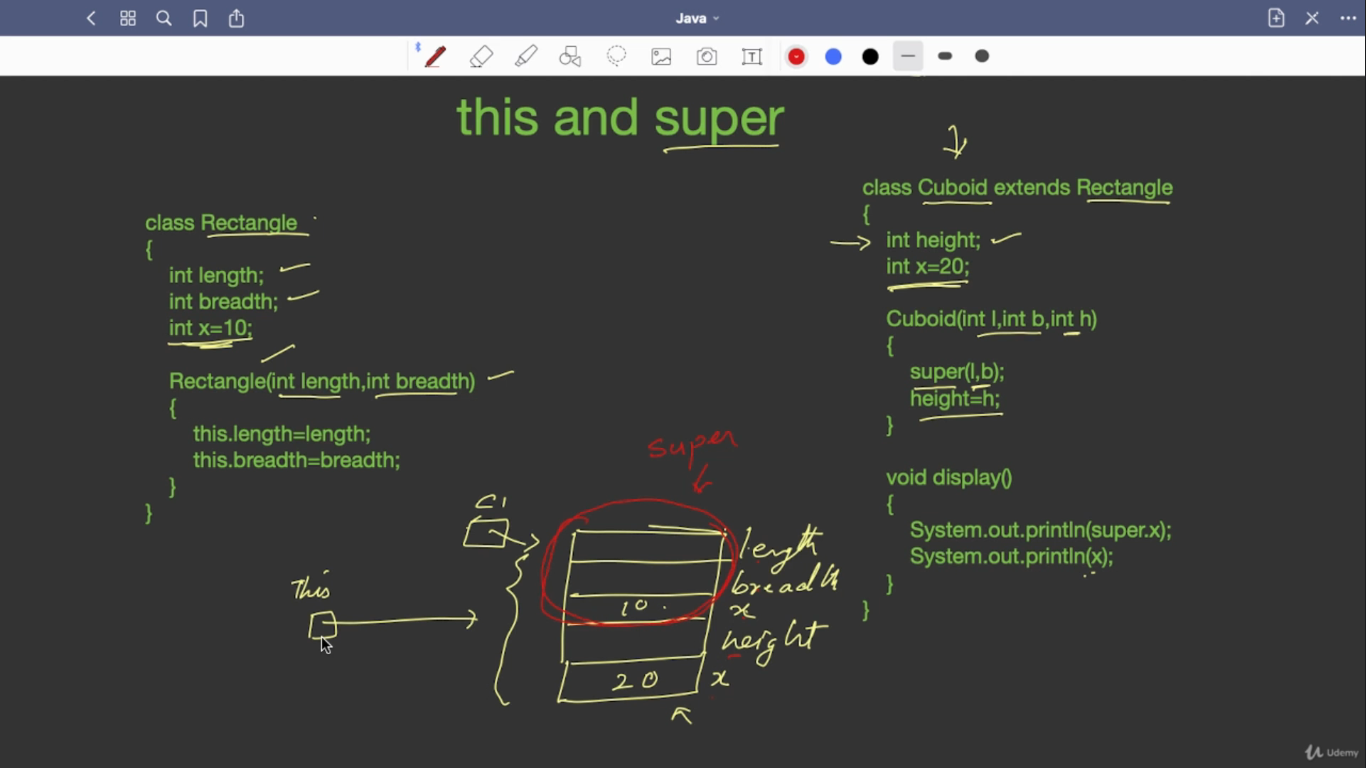 Java
this and super
class Rectangle
{
int length;
int breadth;
int x=10;
Rectangle(int length,int breadth)
{
this.length=length;
this.breadth=breadth;
}
}
class Cuboid extends Rectangle
{
int height;
int x=20;
Cuboid(int l,int b,int h)
{
super(l,b);
height=h;
}
void display()
{
System.out.println(super.x);
System.out.println(x);
}
}
super
C1
This
length
breadth
10 x
height
20 x
Udemy